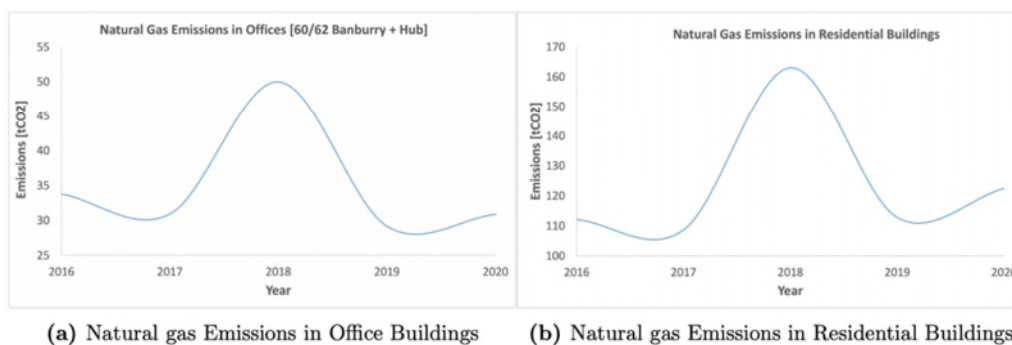 Natural Gas Emissions in Offices [60/62 Banburry + Hub]
55
50
45
40
35
30
25
Emissions [tCO2]
2016 2017 2018 2019 2020
Year
Natural Gas Emissions in Residential Buildings
170
160
150
140
130
120
110
100
Emissions [tCO2]
2016 2017 2018 2019 2020
Year
(a) Natural gas Emissions in Office Buildings
(b) Natural gas Emissions in Residential Buildings